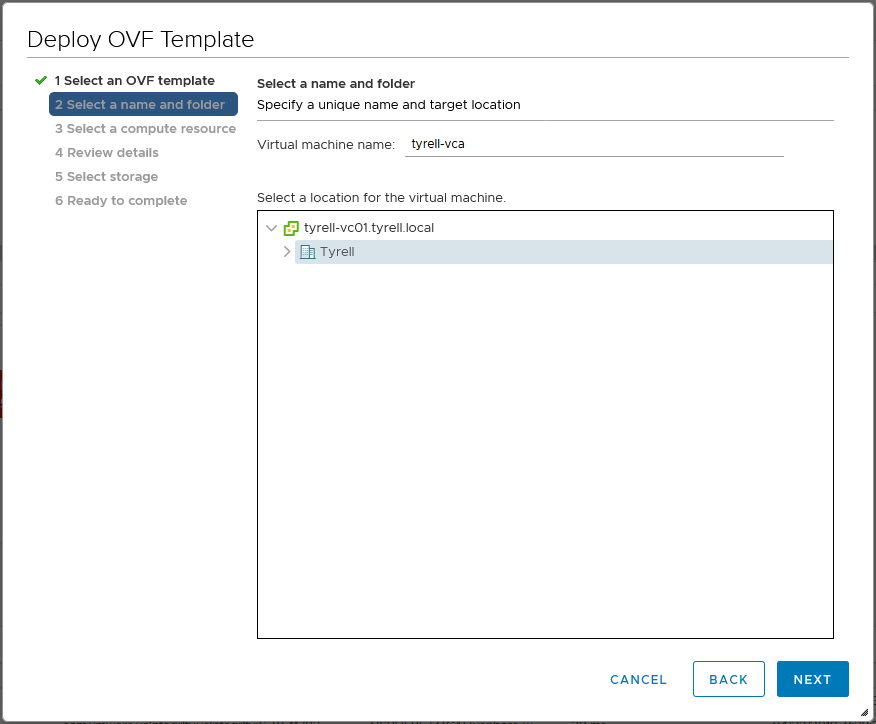 Deploy OVF Template
1 Select an OVF template
2 Select a name and folder
3 Select a compute resource
4 Review details
5 Select storage
6 Ready to complete
Select a name and folder
Specify a unique name and target location
Virtual machine name: tyrell-vca
Select a location for the virtual machine.
tyrell-vc01.tyrell.local
Tyrell
CANCEL BACK NEXT